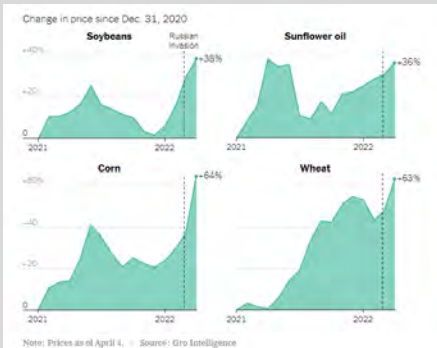 Change in price since Dec. 31, 2020
Soybeans
Russian
Invasion
Sunflower oil
+40%
+38%
+36%
+20
0
2021
2022
2021
2022
Corn
Wheat
+60%
+64%
+63%
+40
+20
0
2021
2022
2021
2022
Note: Prices as of April 4. Source: Gro Intelligence